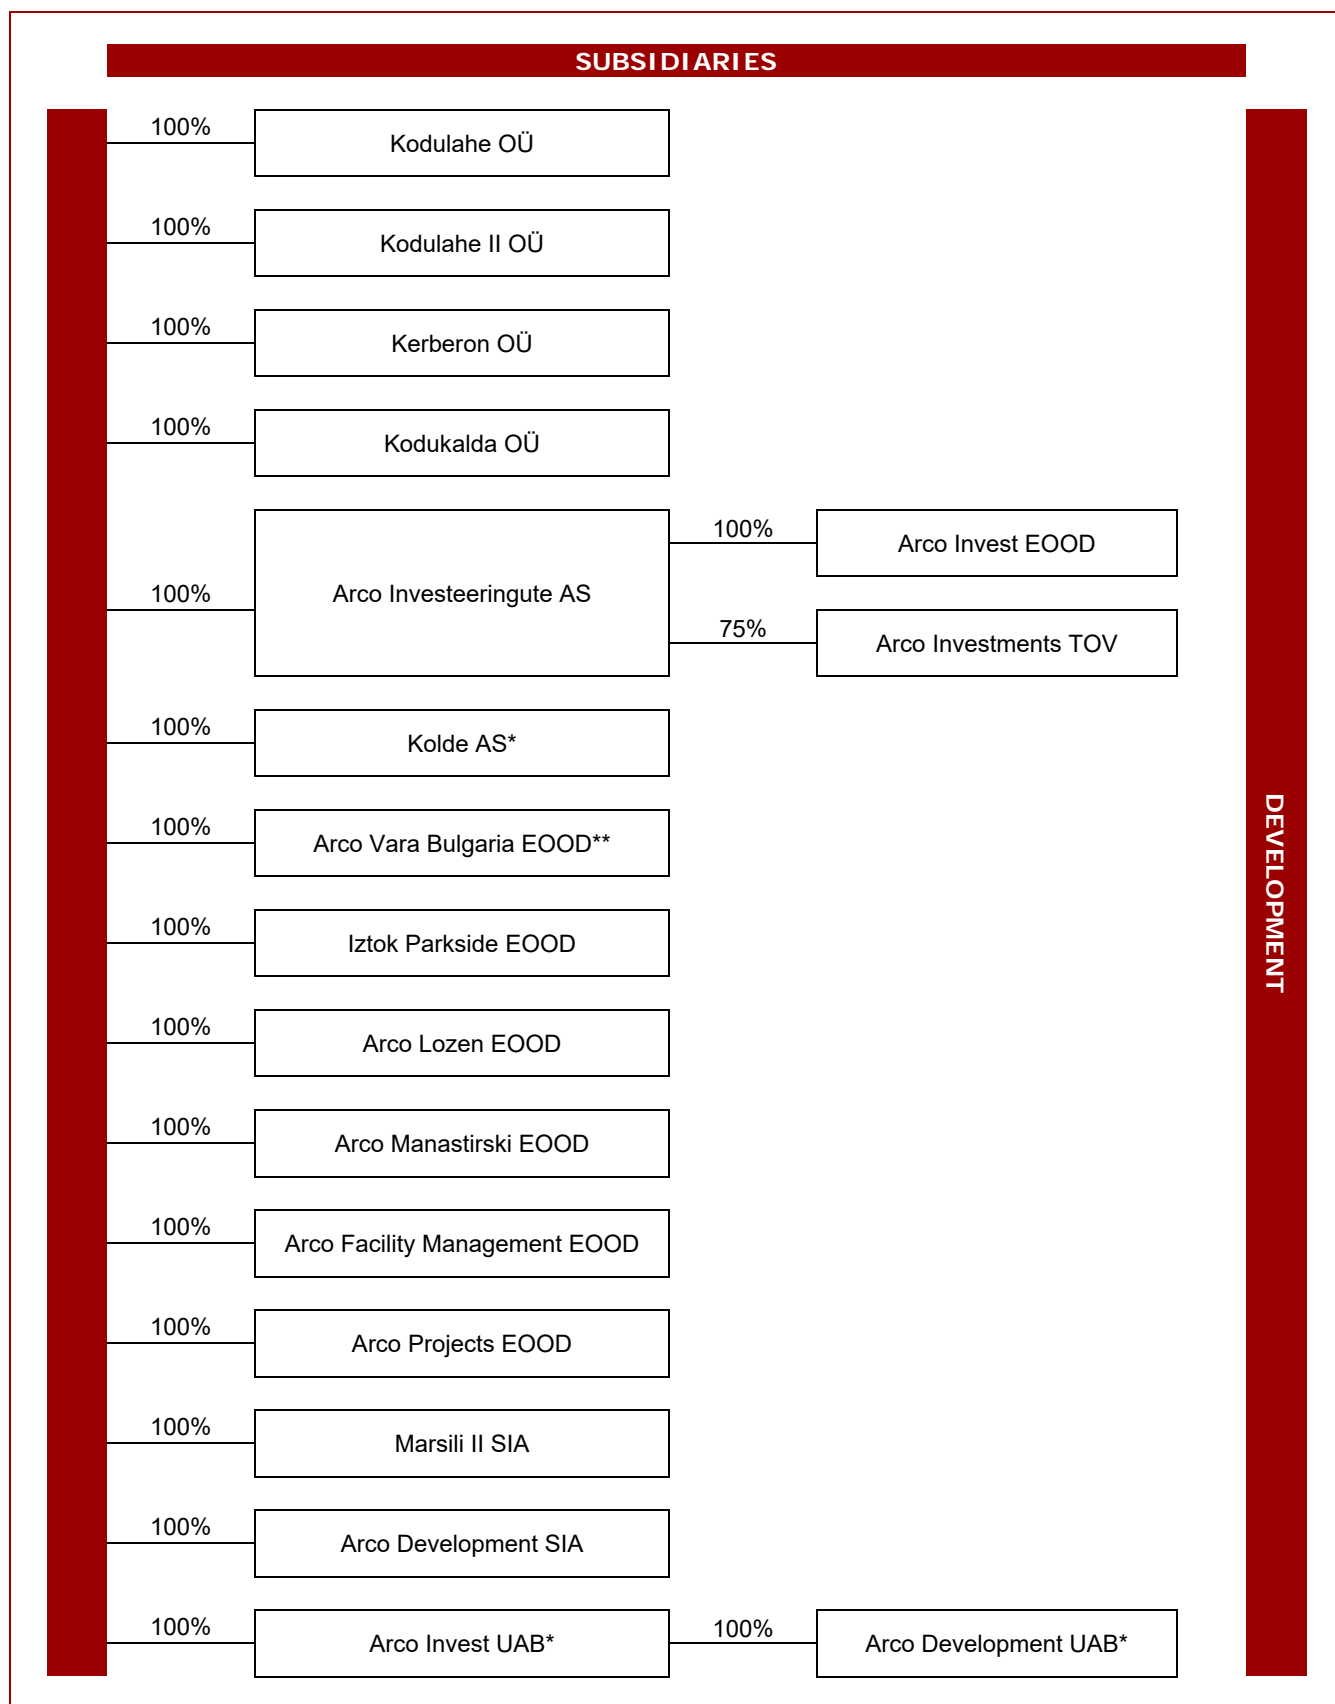 SUBSIDIARIES
100%
Kodulahe OÜ
100%
Kodulahe II OÜ
100%
Kerberon OÜ
100%
Kodukalda OÜ
100%
Arco Investeeringute AS
100%
Arco Invest EOOD
75%
Arco Investments TOV
100%
Kolde AS*
100%
Arco Vara Bulgaria EOOD**
100%
Iztok Parkside EOOD
100%
Arco Lozen EOOD
100%
Arco Manastirski EOOD
100%
Arco Facility Management EOOD
100%
Arco Projects EOOD
100%
Marsili II SIA
100%
Arco Development SIA
100%
Arco Invest UAB*
100%
Arco Development UAB*
DEVELOPMENT